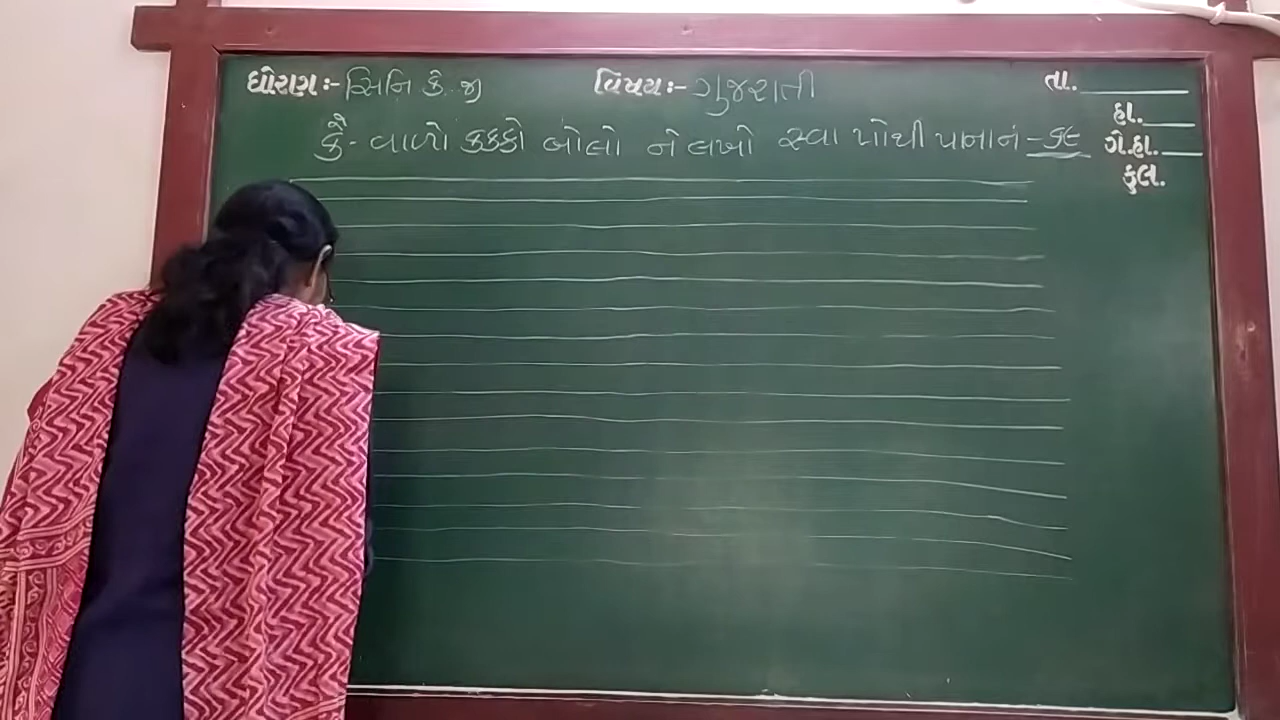 ધોરણઃ- સિનિ કે.જી વિષયઃ- ગુજરાતી તા.
હા.
કૈ- વાળો કક્કો બોલો ને લખો સ્વા પોથી પાનાનં - ૩૯
ગે.હા.
કુલ.